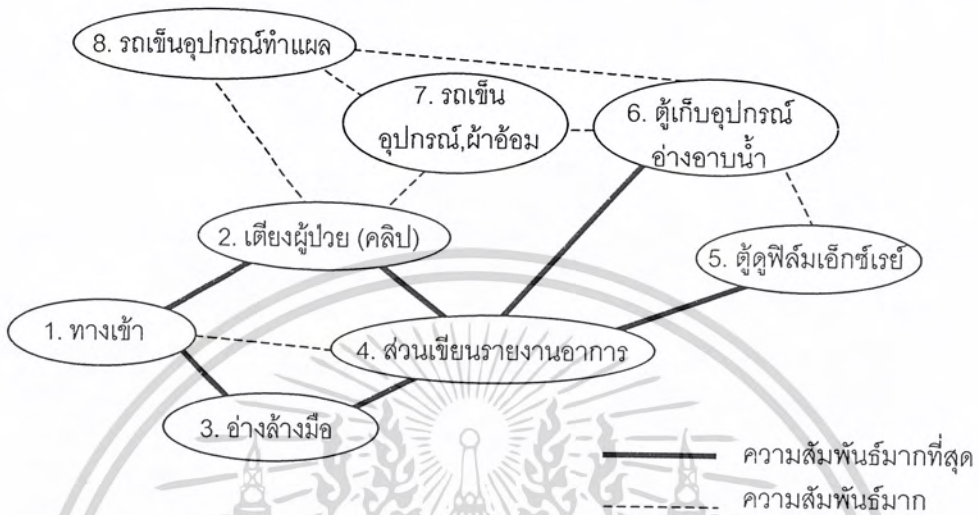 8. รถเข็นอุปกรณ์ทำแผล
7. รถเข็น
อุปกรณ์,ผ้าอ้อม
6. ตู้เก็บอุปกรณ์
อ่างอาบน้ำ
2. เตียงผู้ป่วย (คลิป)
5. ตู้ดูฟิล์มเอ็กซ์เรย์
1. ทางเข้า
4. ส่วนเขียนรายงานอาการ
3. อ่างล้างมือ
ความสัมพันธ์มากที่สุด
ความสัมพันธ์มาก